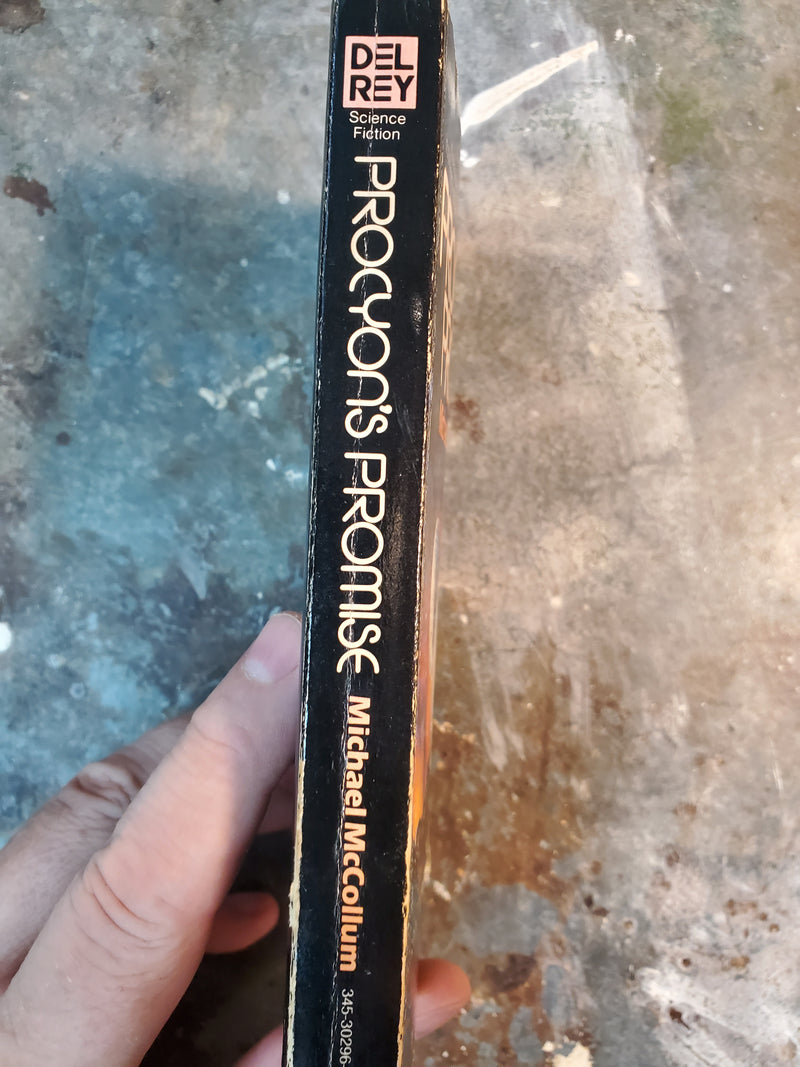 DEL
REY
Science
Fiction
PROCYON'S PROMISE
Michael McCollum
345-30296-